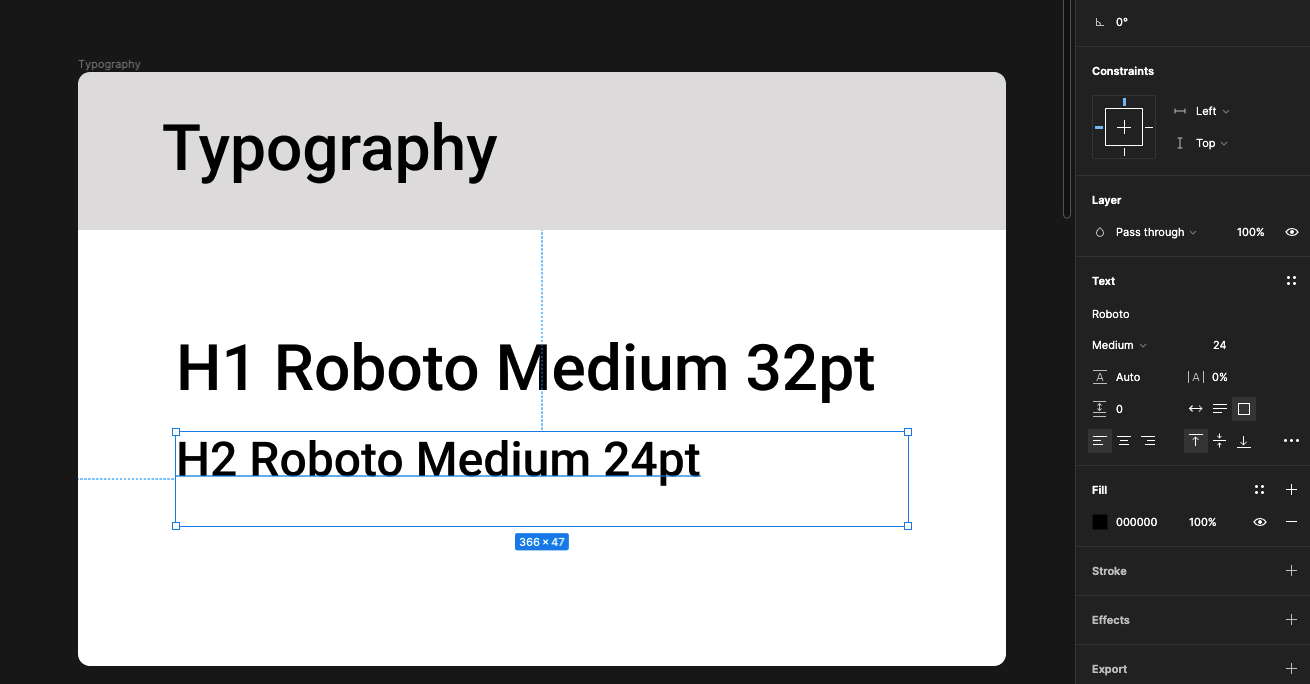 0°
Constraints
Typography
Left
Typography
Top
Layer
Pass through 100%
Text
Roboto
H1 Roboto Medium 32pt
Medium 24
A Auto |A| 0%
0
H2 Roboto Medium 24pt
Fill
000000 100%
366 × 47
Stroke
Effects
Export